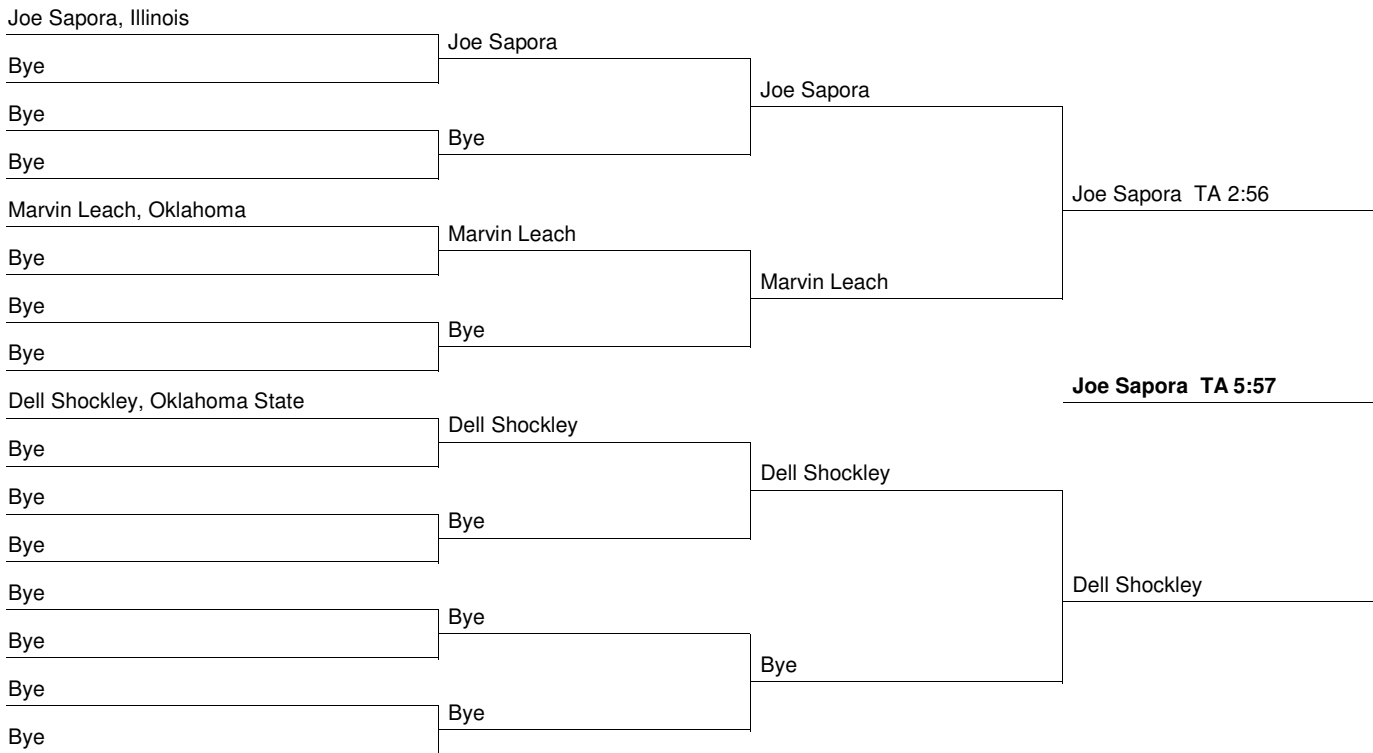 Joe Sapora, Illinois
Joe Sapora
Bye
Joe Sapora
Bye
Bye
Bye
Joe Sapora  TA 2:56
Marvin Leach, Oklahoma
Marvin Leach
Bye
Marvin Leach
Bye
Bye
Bye
Joe Sapora  TA 5:57
Dell Shockley, Oklahoma State
Dell Shockley
Bye
Dell Shockley
Bye
Bye
Bye
Bye
Dell Shockley
Bye
Bye
Bye
Bye
Bye
Bye